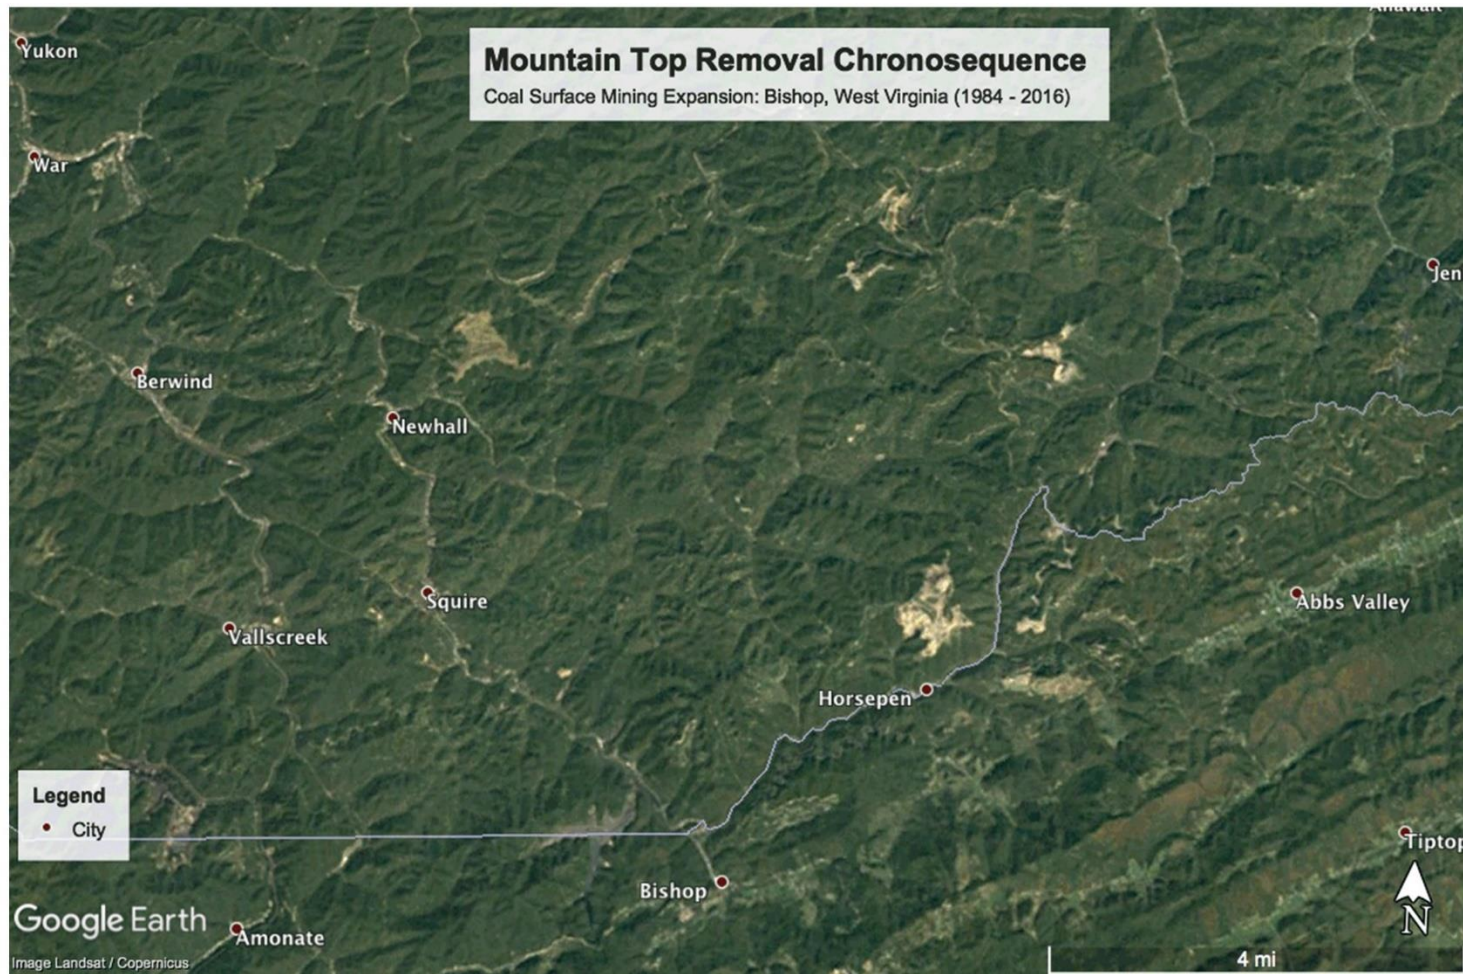 Yukon
Mountain Top Removal Chronosequence
Coal Surface Mining Expansion: Bishop, West Virginia (1984 - 2016)
War
Jen
Berwind
Newhall
Squire
Abbs Valley
Vallscreek
Horsepen
Legend
City
Tiptop
Bishop
Google Earth
N
Amonate
Image Landsat / Copernicus
4 mi